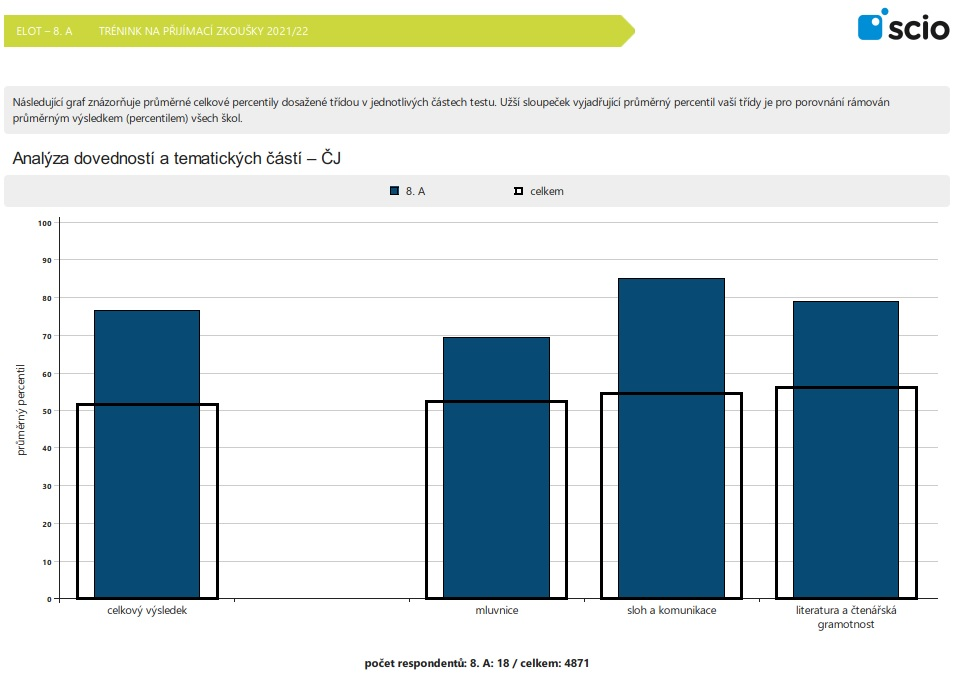 ELOT – 8. A TRÉNINK NA PŘIJÍMACÍ ZKOUŠKY 2021/22
scio
Následující graf znázorňuje průměrné celkové percentily dosažené třídou v jednotlivých částech testu. Užší sloupeček vyjadřující průměrný percentil vaší třídy je pro porovnání rámován
průměrným výsledkem (percentilem) všech škol.
Analýza dovedností a tematických částí – ČJ
8. A
celkem
průměrný percentil
100
90
80
70
60
50
40
30
20
10
0
celkový výsledek
mluvnice
sloh a komunikace
literatura a čtenářská
gramotnost
počet respondentů: 8. A: 18 / celkem: 4871